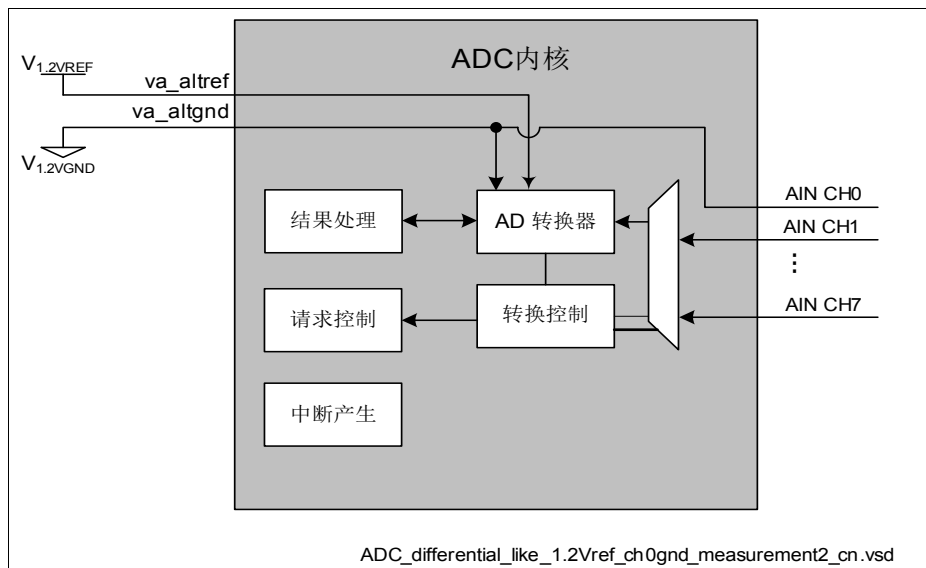 ADC内核
V1.2VREF
va_altref
va_altgnd
V1.2VGND
AIN CH0
结果处理
AD 转换器
AIN CH1
⋮
请求控制
转换控制
AIN CH7
中断产生
ADC_differential_like_1.2Vref_ch0gnd_measurement2_cn.vsd